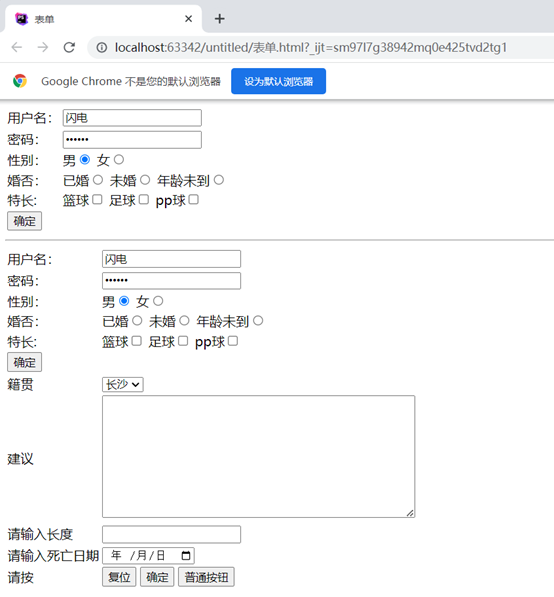 表单
localhost:63342/untitled/表单.html?_ijt=sm97l7g38942mq0e425tvd2tg1
Google Chrome 不是您的默认浏览器 设为默认浏览器
用户名: 闪电
密码: ••••••
性别: 男 女
婚否: 已婚 未婚 年龄未到
特长: 篮球 足球 pp球
确定
用户名: 闪电
密码: ••••••
性别: 男 女
婚否: 已婚 未婚 年龄未到
特长: 篮球 足球 pp球
确定
籍贯 长沙
建议
请输入长度
请输入死亡日期 年 /月/日
请按 复位 确定 普通按钮